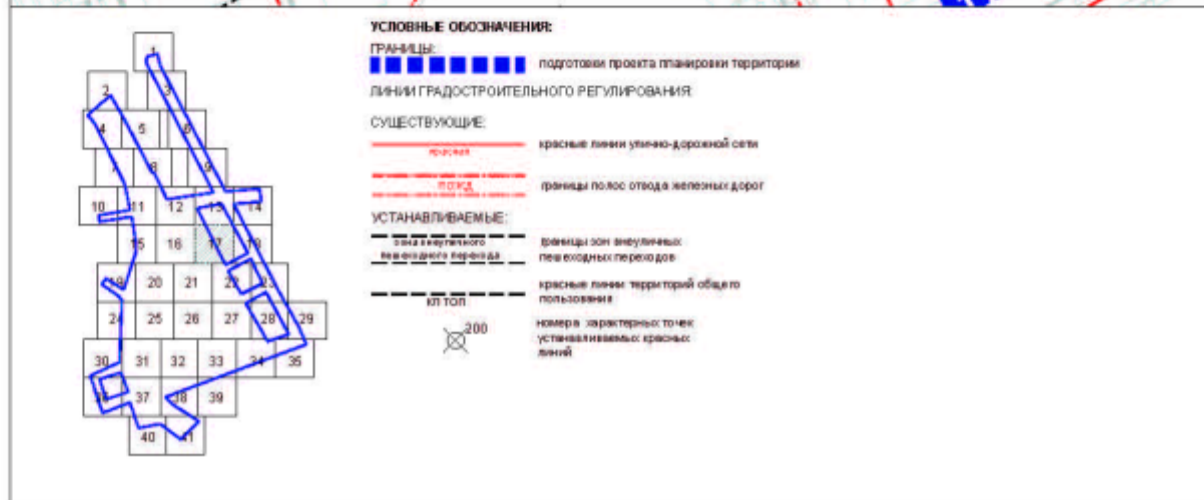 1
2 3
4 5 6
7 8 9
10 11 12 13 14
15 16 17 18
19 20 21 22 23
24 25 26 27 28 29
30 31 32 33 34 35
36 37 38 39
40 41
УСЛОВНЫЕ ОБОЗНАЧЕНИЯ:
ГРАНИЦЫ:
подготовки проекта планировки территории
ЛИНИИ ГРАДОСТРОИТЕЛЬНОГО РЕГУЛИРОВАНИЯ
СУЩЕСТВУЮЩИЕ:
красная
красные линии улично-дорожной сети
п.о.ж.д.
границы полос отвода железных дорог
УСТАНАВЛИВАЕМЫЕ:
зона внеуличного
пешеходного перехода
границы зон внеуличных
пешеходных переходов
КЛ ТОП
красные линии территорий общего
пользования
200
номера характерных точек
устанавливаемых красных
линий